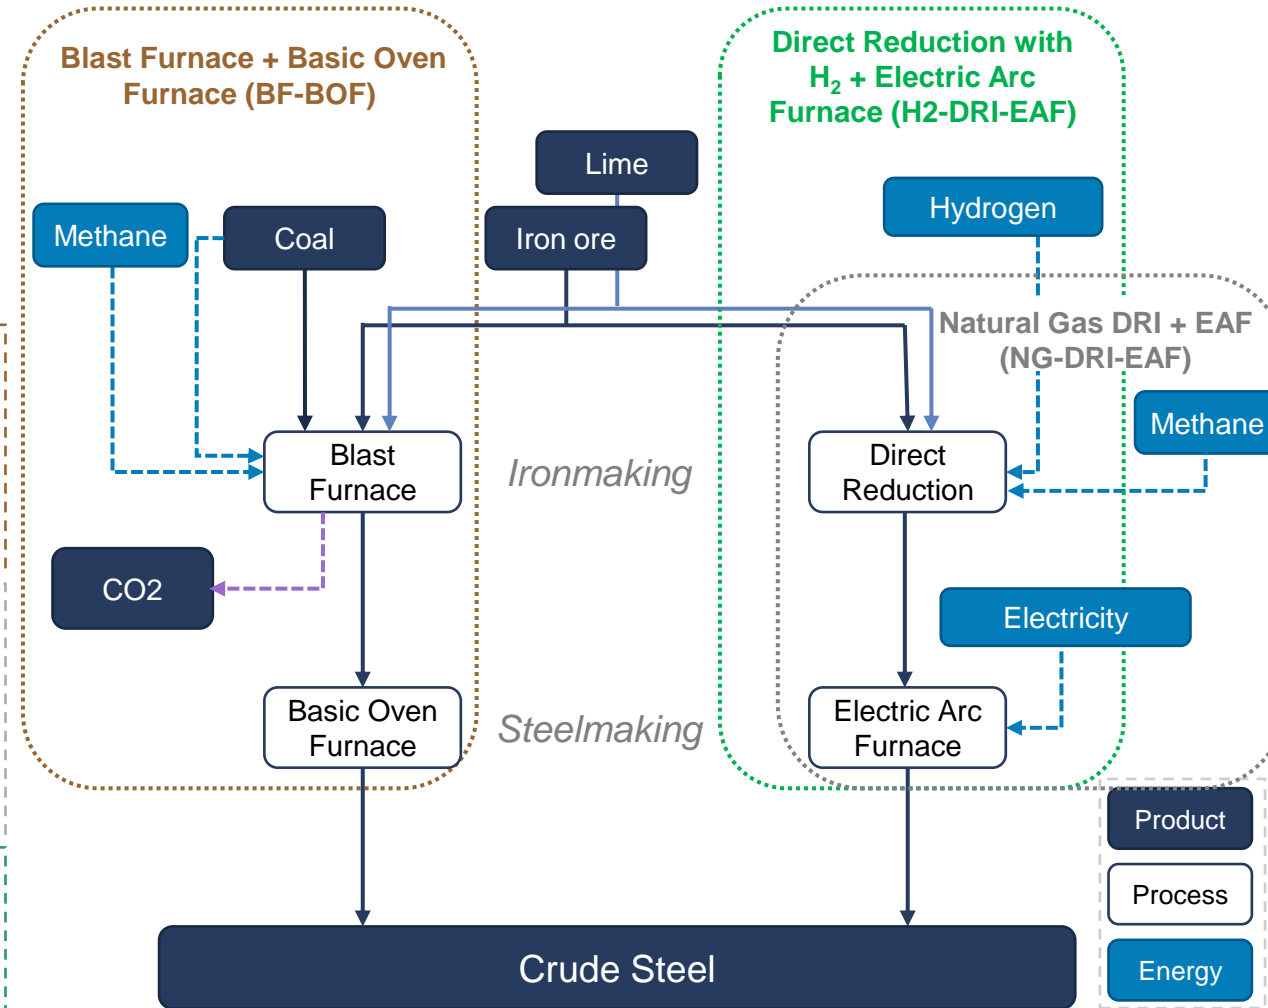 Blast Furnace + Basic Oven
Furnace (BF-BOF)
Direct Reduction with
H2 + Electric Arc
Furnace (H2-DRI-EAF)
Lime
Methane
Coal
Iron ore
Hydrogen
Natural Gas DRI + EAF
(NG-DRI-EAF)
Methane
Blast
Furnace
Ironmaking
Direct
Reduction
CO2
Electricity
Basic Oven
Furnace
Steelmaking
Electric Arc
Furnace
Product
Process
Energy
Crude Steel